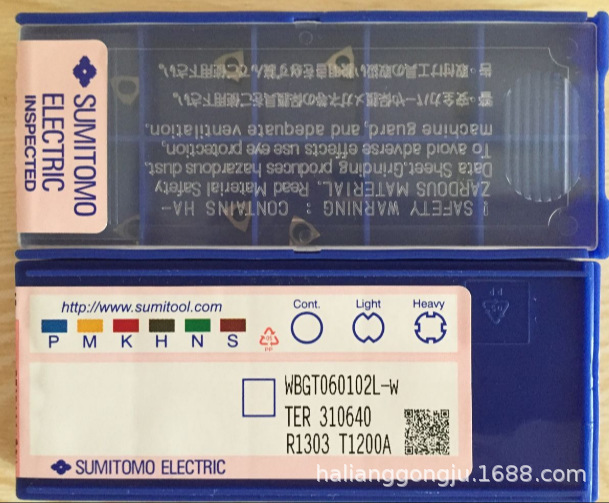 SUMITOMO
ELECTRIC
INSPECTED
! SAFETY WARNING : CONTAINS HA-
ZARDOUS MATERIAL. Read Material Safety
Data Sheet.Grinding produces hazardous dust.
To avoid adverse effects use eye protection,
machine guard, and adequate ventilation.
http://www.sumitool.com
Cont. Light Heavy
P M K H N S
PP
WBGT060102L-W
TER 310640
R1303 T1200A
SUMITOMO ELECTRIC
haliangongju.1688.com